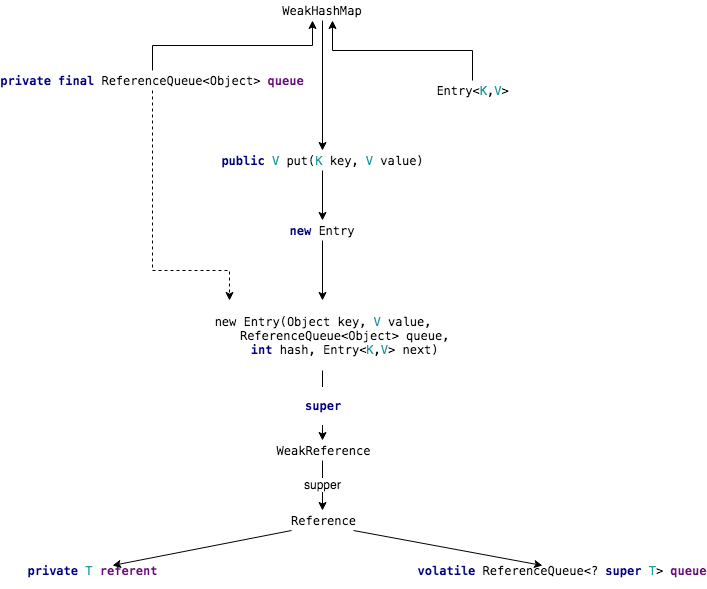 WeakHashMap
private final ReferenceQueue<Object> queue
Entry<K,V>
public V put(K key, V value)
new Entry
new Entry(Object key, V value,
ReferenceQueue<Object> queue,
int hash, Entry<K,V> next)
super
WeakReference
supper
Reference
private T referent
volatile ReferenceQueue<? super T> queue